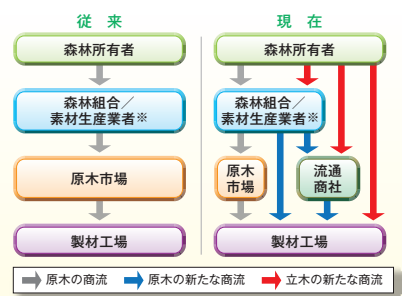 従来
森林所有者
森林組合／
素材生産業者※
原木市場
製材工場
現在
森林所有者
森林組合／
素材生産業者※
原木
市場
流通
商社
製材工場
原木の商流
原木の新たな商流
立木の新たな商流